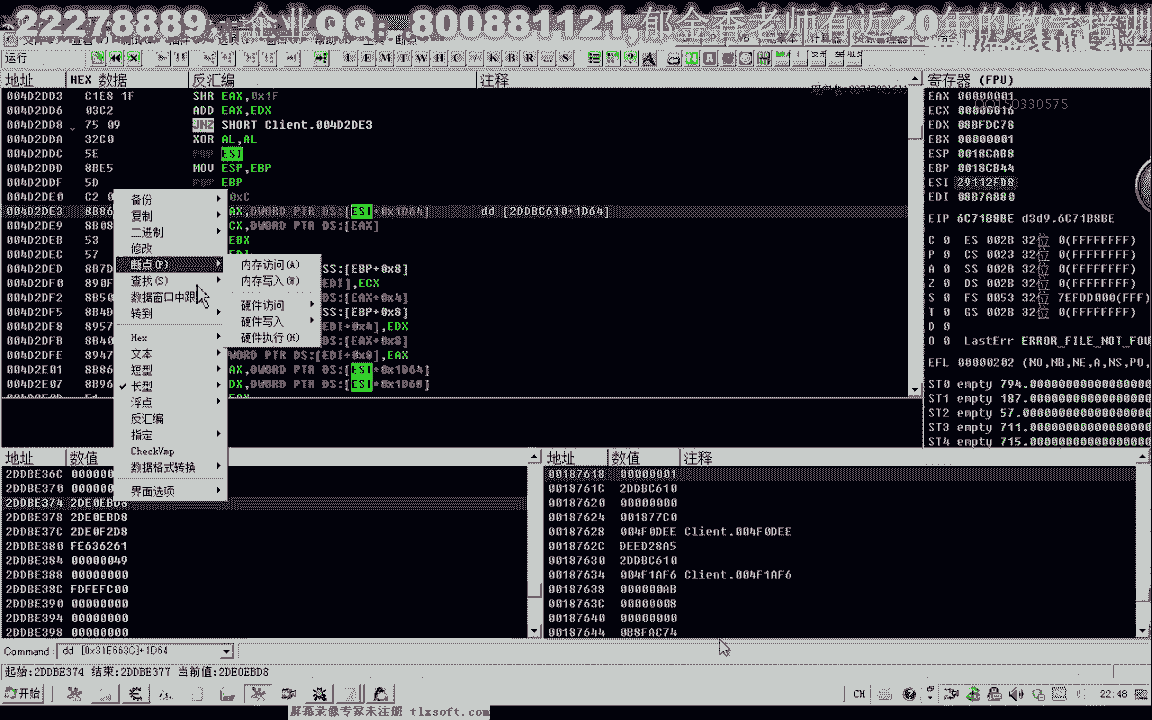 22278889
企业QQ：800881121,郁金香老师有近20年的教学培训
运行
地址 HEX 数据 反汇编 注释 寄存器 (FPU)
004D2DD3 C1E8 1F SHR EAX,0x1F
004D2DD6 03C2 ADD EAX,EDX
004D2DD8 75 09 JNZ SHORT Client.004D2DE3
004D2DDA 32C0 XOR AL,AL
004D2DDC 5E ESI
004D2DDD 8BE5 MOV ESP,EBP
004D2DDF 5D EBP
004D2DE0 C2 0xC
004D2DE3 8B86 AX,DWORD PTR DS:[ESI+0x1D64] dd [2DDBC610+1D64]
004D2DE9 8B08 CX,DWORD PTR DS:[EAX]
004D2DEB 53 EBX
004D2DEC 57
004D2DED 8B7D SS:[EBP+0x8]
004D2DF0 890F [EDI],ECX
004D2DF2 8B50 DS:[EAX+0x4]
004D2DF5 8B4D SS:[EBP+0x8]
004D2DF8 8957 [EDI+0x4],EDX
004D2DFB 8B40 DS:[EAX+0x8]
004D2DFE 8947 DWORD PTR DS:[EDI+0x8],EAX
004D2E01 8B86 AX,DWORD PTR DS:[ESI+0x1D64]
004D2E07 8B96 DX,DWORD PTR DS:[ESI+0x1D68]
QQ150330575
EAX 00000001
ECX 00000016
EDX 08BFDC78
EBX 00000001
ESP 0018CAB8
EBP 0018CB44
ESI 29112FD8
EDI 08B7A880
EIP 6C71B8BE d3d9.6C71B8BE
C 0 ES 002B 32位 0(FFFFFFFF)
P 0 CS 0023 32位 0(FFFFFFFF)
A 0 SS 002B 32位 0(FFFFFFFF)
Z 0 DS 002B 32位 0(FFFFFFFF)
S 0 FS 0053 32位 7EFDD000(FFF)
T 0 GS 002B 32位 0(FFFFFFFF)
D 0
O 0 LastErr ERROR_FILE_NOT_FOU
EFL 00000202 (NO,NB,NE,A,NS,PO,
ST0 empty 794.0000000000000
ST1 empty 187.0000000000000
ST2 empty 57.00000000000000
ST3 empty 711.0000000000000
ST4 empty 715.0000000000000
备份
复制
二进制
修改
断点(P)
查找(S)
数据窗口中跟
转到
Hex
文本
短型
长型
浮点
反汇编
指定
CheckVmp
数据格式转换
界面选项
内存访问(A)
内存写入(W)
硬件访问
硬件写入
硬件执行(H)
地址 数值
2DDBE36C 000000
2DDBE370 000000
2DDBE374 2DE0EBD8
2DDBE378 2DE0EBD8
2DDBE37C 2DE0F2D8
2DDBE380 FE636261
2DDBE384 00000049
2DDBE388 00000000
2DDBE38C FDFEFC00
2DDBE390 00000000
2DDBE394 00000000
2DDBE398 00000000
地址 数值 注释
00187618 00000001
0018761C 2DDBC610
00187620 00000000
00187624 001877C0
00187628 004F0DEE Client.004F0DEE
0018762C DEED28A5
00187630 2DDBC610
00187634 004F1AF6 Client.004F1AF6
00187638 000000AB
0018763C 00000008
00187640 00000000
00187644 0B8FAC74
Command: dd [0x31E663C]+1D64
起始:2DDBE374 结束:2DDBE377 当前值:2DE0EBD8
开始
CH
22:48
屏幕录像专家未注册 tlxsoft.com